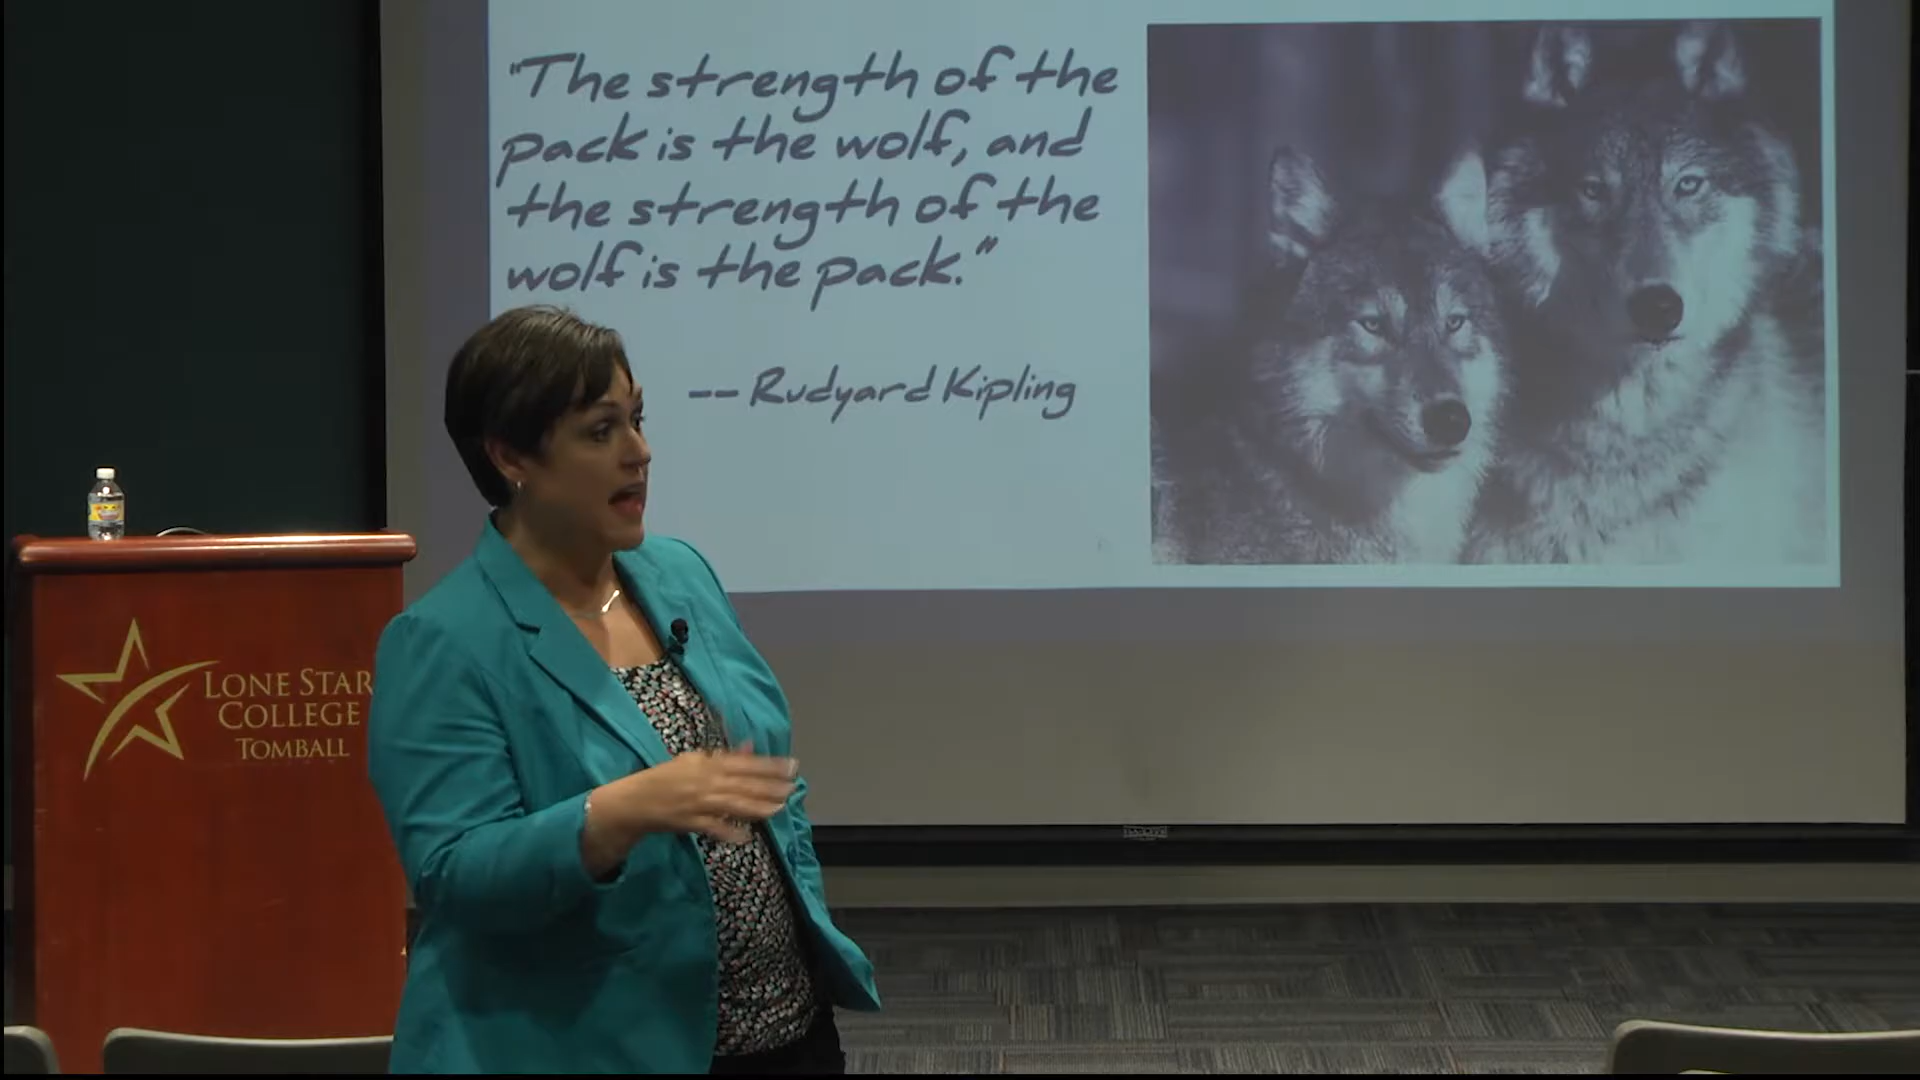 "The strength of the
pack is the wolf, and
the strength of the
wolf is the pack."
-- Rudyard Kipling
LONE STAR
COLLEGE
TOMBALL